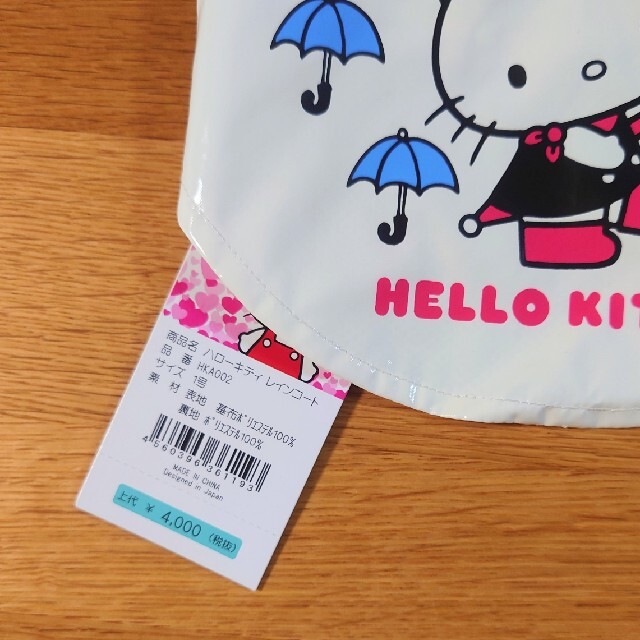 HELLO KIT
商品名 ハローキティ レインコート
品 番 HKA002
サイズ 1号
素 材 表地 基布ポリエステル100%
裏地 ポリエステル100%
4560396361193
MADE IN CHINA
Designed in Japan
上代 ¥ 4,000 (税抜)